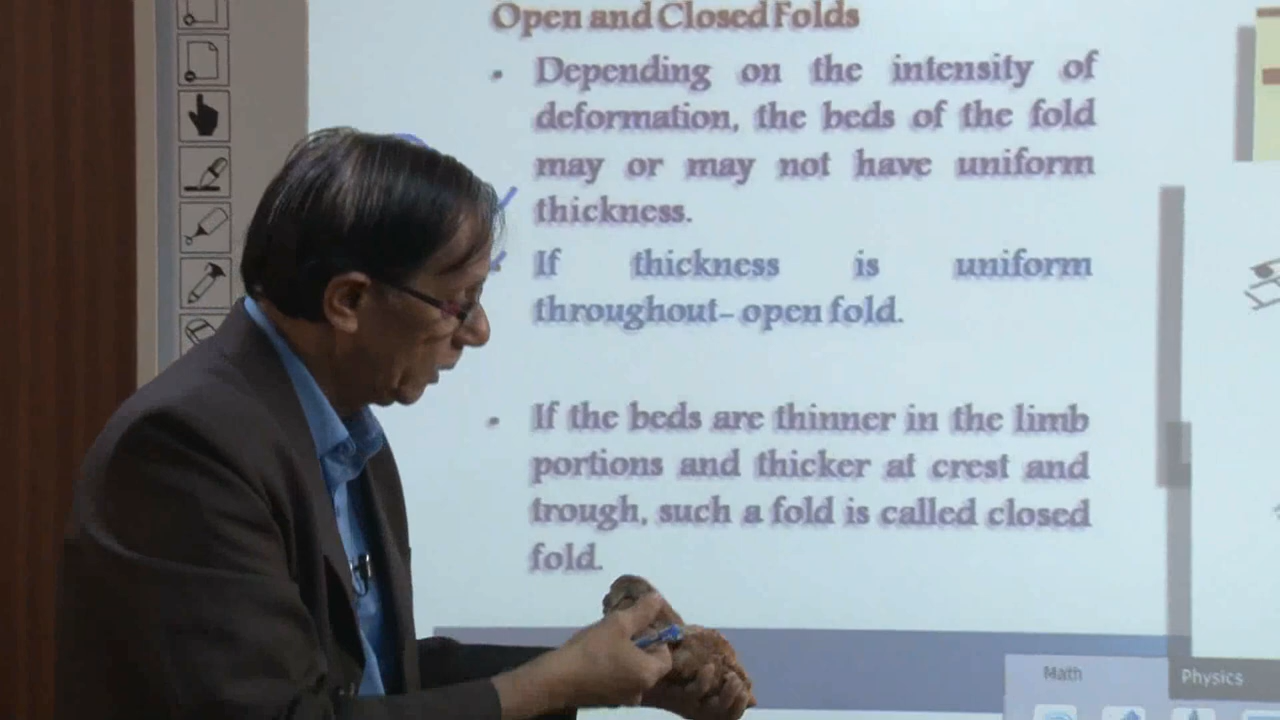 Open and Closed Folds
• Depending on the intensity of
deformation, the beds of the fold
may or may not have uniform
thickness.
If thickness is uniform
throughout- open fold.
• If the beds are thinner in the limb
portions and thicker at crest and
trough, such a fold is called closed
fold.
Math
Physics